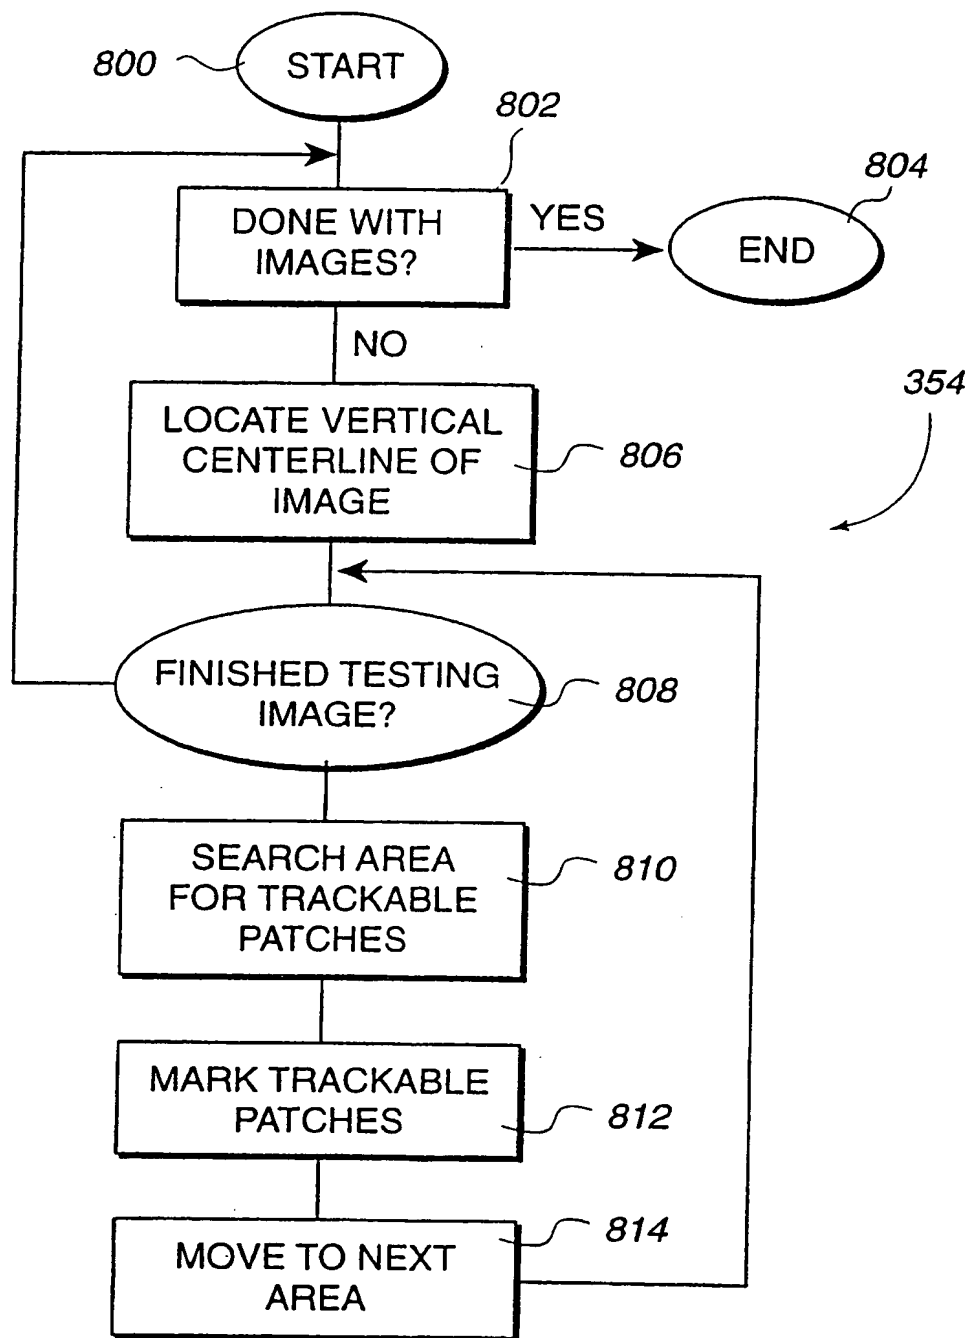 800
START
802
DONE WITH
IMAGES?
YES
804
END
NO
354
LOCATE VERTICAL
CENTERLINE OF
IMAGE
806
FINISHED TESTING
IMAGE?
808
SEARCH AREA
FOR TRACKABLE
PATCHES
810
MARK TRACKABLE
PATCHES
812
MOVE TO NEXT
AREA
814